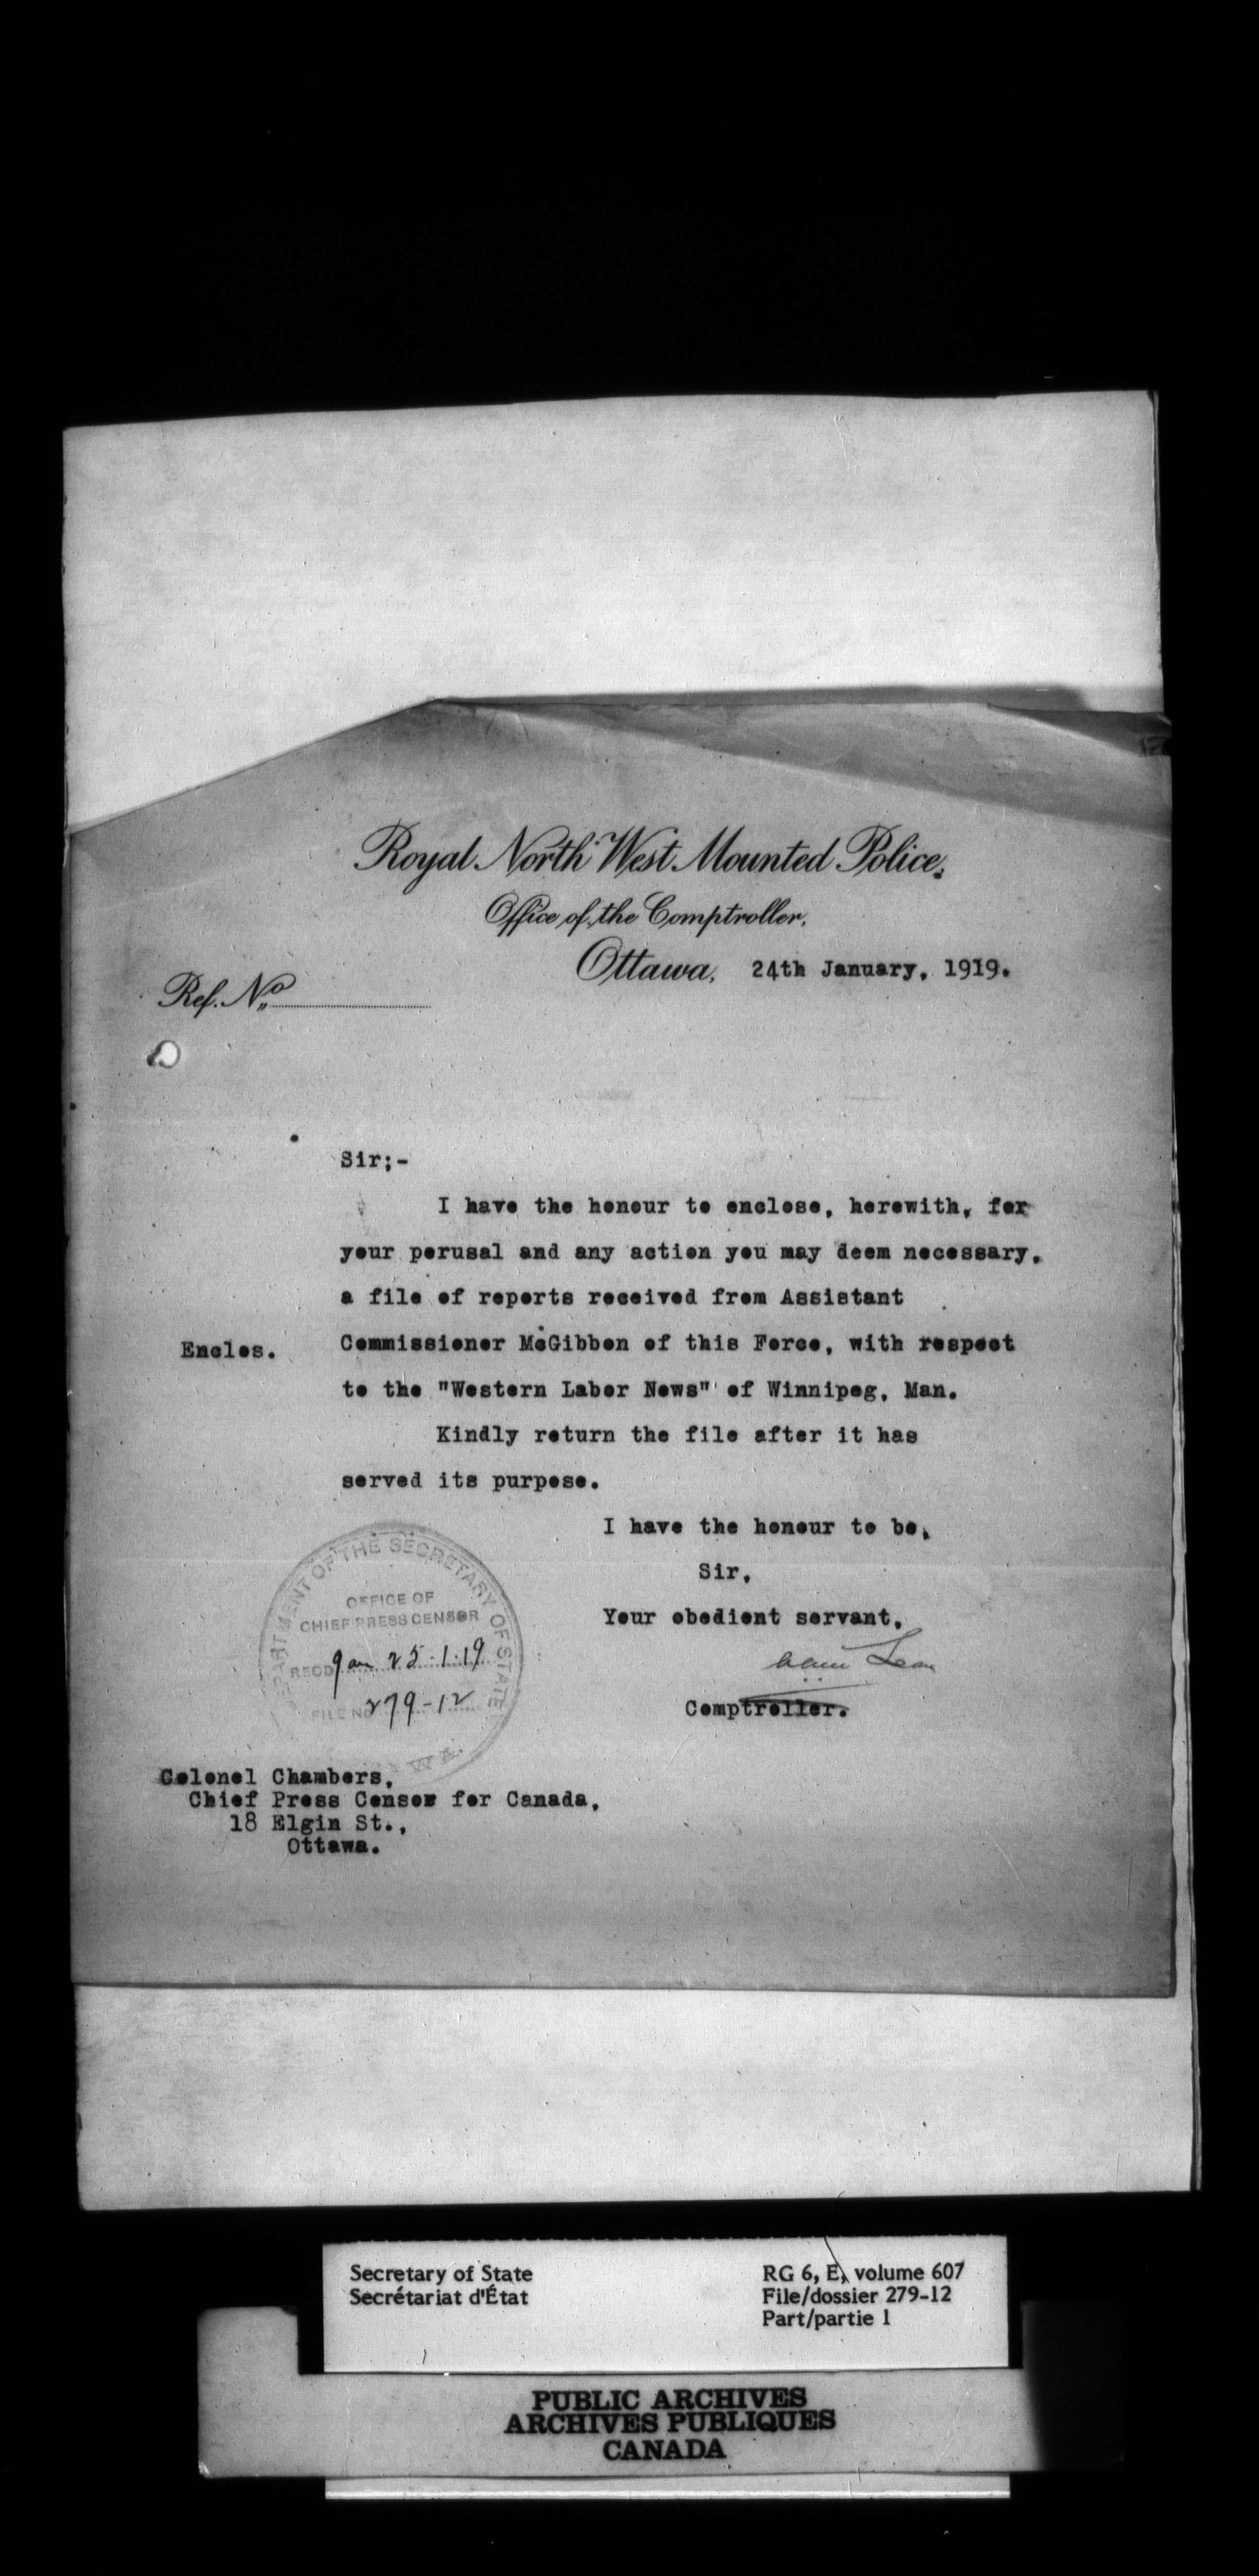 Royal North West Mounted Police.
Office of the Comptroller.
Ottawa, 24th January, 1919.
Ref. No.
Sir;-
I have the honour to enclose, herewith, for
your perusal and any action you may deem necessary,
a file of reports received from Assistant
Encles. Commissioner McGibbon of this Force, with respect
to the "Western Labor News" of Winnipeg, Man.
Kindly return the file after it has
served its purpose.
I have the honour to be,
Sir,
Your obedient servant,
Comptroller.
DEPARTMENT OF THE SECRETARY OF STATE
OFFICE OF
CHIEF PRESS CENSOR
RECD 25.1.19
FILE No 279-12
Colonel Chambers,
Chief Press Censor for Canada,
18 Elgin St.,
Ottawa.
Secretary of State
Secrétariat d'État
RG 6, E, volume 607
File/dossier 279-12
Part/partie 1
PUBLIC ARCHIVES
ARCHIVES PUBLIQUES
CANADA